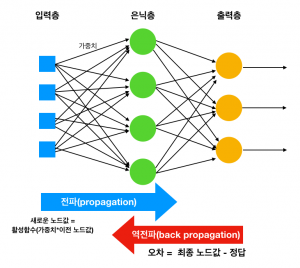 입력층 은닉층 출력층
가중치
전파(propagation)
새로운 노드값 =
활성함수(가중치*이전 노드값)
역전파(back propagation)
오차 = 최종 노드값 - 정답